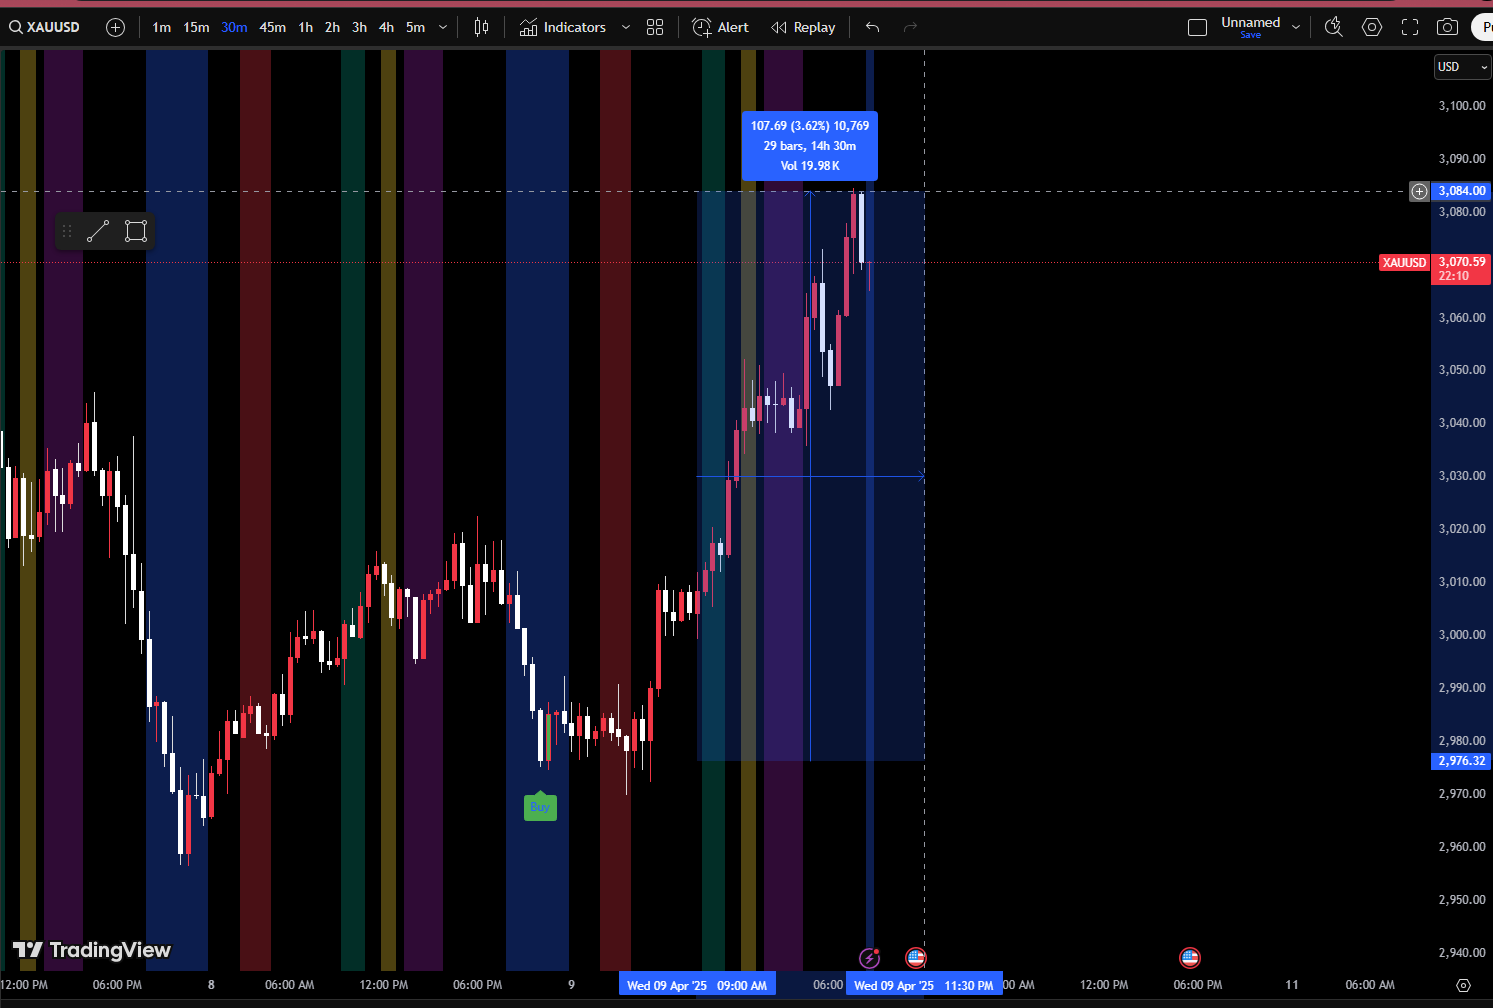 XAUUSD 1m 15m 30m 45m 1h 2h 3h 4h 5m Indicators Alert Replay Unnamed
Save
USD
3,100.00
107.69 (3.62%) 10,769
29 bars, 14h 30m
Vol 19.98K
3,090.00
3,084.00
3,080.00
XAUUSD 3,070.59
22:10
3,060.00
3,050.00
3,040.00
3,030.00
3,020.00
3,010.00
3,000.00
2,990.00
2,980.00
2,976.32
2,970.00
Buy
2,960.00
2,950.00
2,940.00
TradingView
12:00 PM 06:00 PM 8 06:00 AM 12:00 PM 06:00 PM 9 Wed 09 Apr '25 09:00 AM 06:00 Wed 09 Apr '25 11:30 PM 00 AM 12:00 PM 06:00 PM 11 06:00 AM